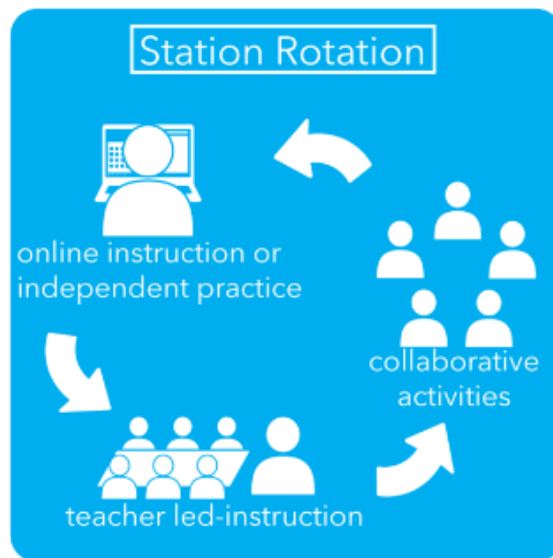 Station Rotation
online instruction or
independent practice
collaborative
activities
teacher led-instruction